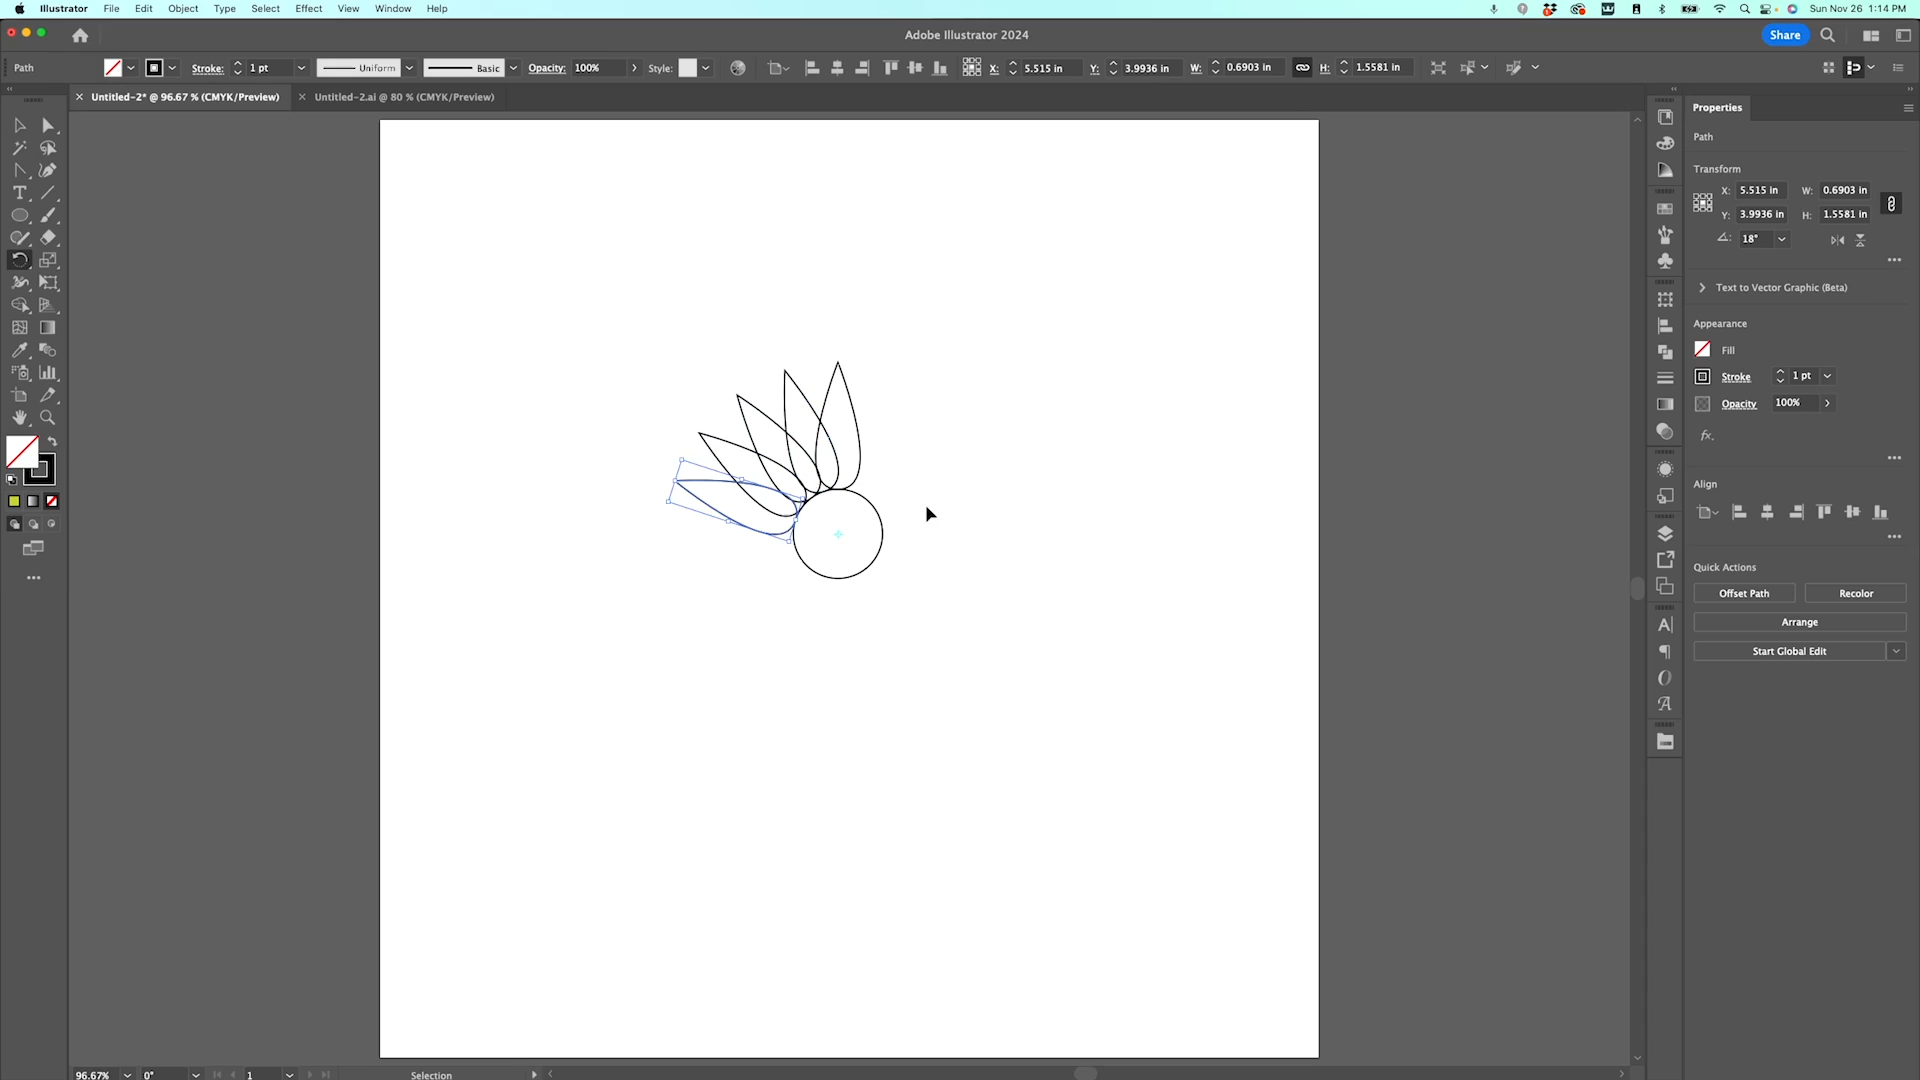 Illustrator File Edit Object Type Select Effect View Window Help Sun Nov 26 1:14 PM
Adobe Illustrator 2024 Share
Path Stroke: 1 pt Uniform Basic Opacity: 100% Style: X: 5.515 in Y: 3.9936 in W: 0.6903 in H: 1.5581 in
Untitled-2* @ 96.67 % (CMYK/Preview) Untitled-2.ai @ 80 % (CMYK/Preview)
Properties
Path
Transform
X: 5.515 in W: 0.6903 in
Y: 3.9936 in H: 1.5581 in
18°
Text to Vector Graphic (Beta)
Appearance
Fill
Stroke 1 pt
Opacity 100%
fx.
Align
Quick Actions
Offset Path Recolor
Arrange
Start Global Edit
96.67% 0° 1 Selection